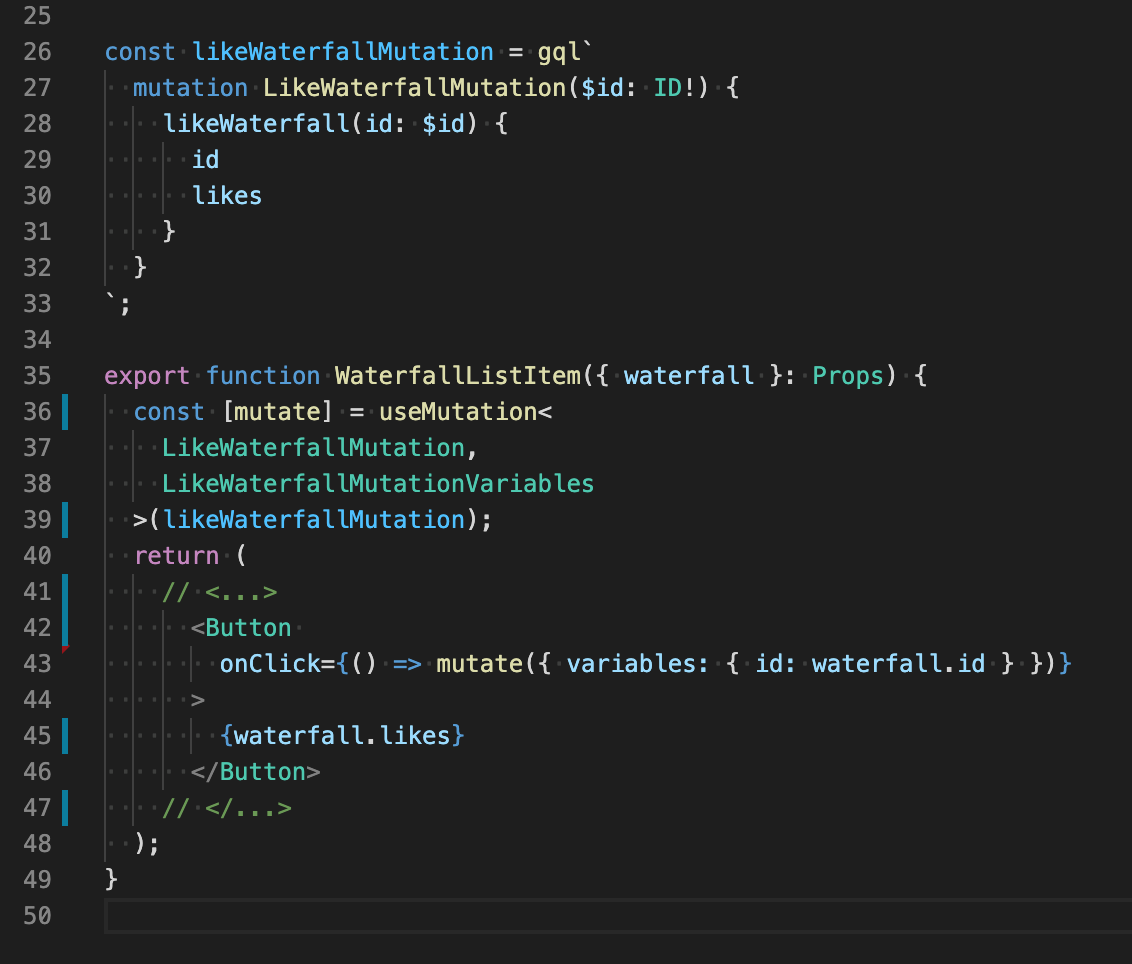 25
26 const likeWaterfallMutation = gql`
27   mutation LikeWaterfallMutation($id: ID!) {
28     likeWaterfall(id: $id) {
29       id
30       likes
31     }
32   }
33 `;
34
35 export function WaterfallListItem({ waterfall }: Props) {
36   const [mutate] = useMutation<
37     LikeWaterfallMutation,
38     LikeWaterfallMutationVariables
39   >(likeWaterfallMutation);
40   return (
41     // <...>
42       <Button
43         onClick={() => mutate({ variables: { id: waterfall.id } })}
44       >
45         {waterfall.likes}
46       </Button>
47     // </...>
48   );
49 }
50